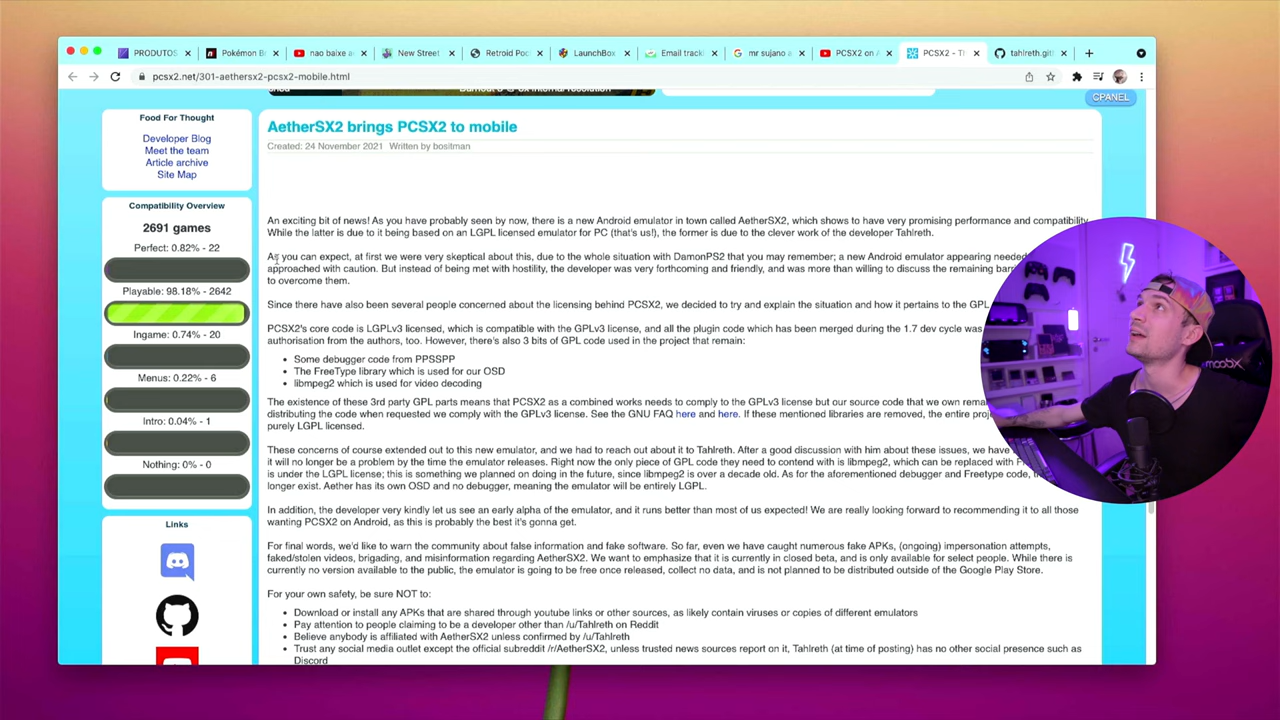 PRODUTOS
Pokémon B
nao baixe a
New Street
Retroid Poc
LaunchBox
Email tracki
mr sujano a
PCSX2 on A
PCSX2 - Th
tahlreth.gith
pcsx2.net/301-aethersx2-pcsx2-mobile.html
CPANEL
Food For Thought
Developer Blog
Meet the team
Article archive
Site Map
Compatibility Overview
2691 games
Perfect: 0.82% - 22
Playable: 98.18% - 2642
Ingame: 0.74% - 20
Menus: 0.22% - 6
Intro: 0.04% - 1
Nothing: 0% - 0
Links
AetherSX2 brings PCSX2 to mobile
Created: 24 November 2021 Written by bositman
An exciting bit of news! As you have probably seen by now, there is a new Android emulator in town called AetherSX2, which shows to have very promising performance and compatibility.
While the latter is due to it being based on an LGPL licensed emulator for PC (that's us!), the former is due to the clever work of the developer Tahlreth.
As you can expect, at first we were very skeptical about this, due to the whole situation with DamonPS2 that you may remember; a new Android emulator appearing needed
approached with caution. But instead of being met with hostility, the developer was very forthcoming and friendly, and was more than willing to discuss the remaining
to overcome them.
Since there have also been several people concerned about the licensing behind PCSX2, we decided to try and explain the situation and how it pertains to the GPL
PCSX2's core code is LGPLv3 licensed, which is compatible with the GPLv3 license, and all the plugin code which has been merged during the 1.7 dev cycle was
authorisation from the authors, too. However, there's also 3 bits of GPL code used in the project that remain:
• Some debugger code from PPSSPP
• The FreeType library which is used for our OSD
• libmpeg2 which is used for video decoding
The existence of these 3rd party GPL parts means that PCSX2 as a combined works needs to comply to the GPLv3 license but our source code that we own
distributing the code when requested we comply with the GPLv3 license. See the GNU FAQ here and here. If these mentioned libraries are removed, the entire
purely LGPL licensed.
These concerns of course extended out to this new emulator, and we had to reach out about it to Tahlreth. After a good discussion with him about these issues, we have
it will no longer be a problem by the time the emulator releases. Right now the only piece of GPL code they need to contend with is libmpeg2, which can be replaced with
is under the LGPL license; this is something we planned on doing in the future, since libmpeg2 is over a decade old. As for the aforementioned debugger and Freetype code,
longer exist. Aether has its own OSD and no debugger, meaning the emulator will be entirely LGPL.
In addition, the developer very kindly let us see an early alpha of the emulator, and it runs better than most of us expected! We are really looking forward to recommending it to all those
wanting PCSX2 on Android, as this is probably the best it's gonna get.
For final words, we'd like to warn the community about false information and fake software. So far, even we have caught numerous fake APKs, (ongoing) impersonation attempts,
faked/stolen videos, brigading, and misinformation regarding AetherSX2. We want to emphasize that it is currently in closed beta, and is only available for select people. While there is
currently no version available to the public, the emulator is going to be free once released, collect no data, and is not planned to be distributed outside of the Google Play Store.
For your own safety, be sure NOT to:
• Download or install any APKs that are shared through youtube links or other sources, as likely contain viruses or copies of different emulators
• Pay attention to people claiming to be a developer other than /u/Tahlreth on Reddit
• Believe anybody is affiliated with AetherSX2 unless confirmed by /u/Tahlreth
• Trust any social media outlet except the official subreddit /r/AetherSX2, unless trusted news sources report on it, Tahlreth (at time of posting) has no other social presence such as
Discord